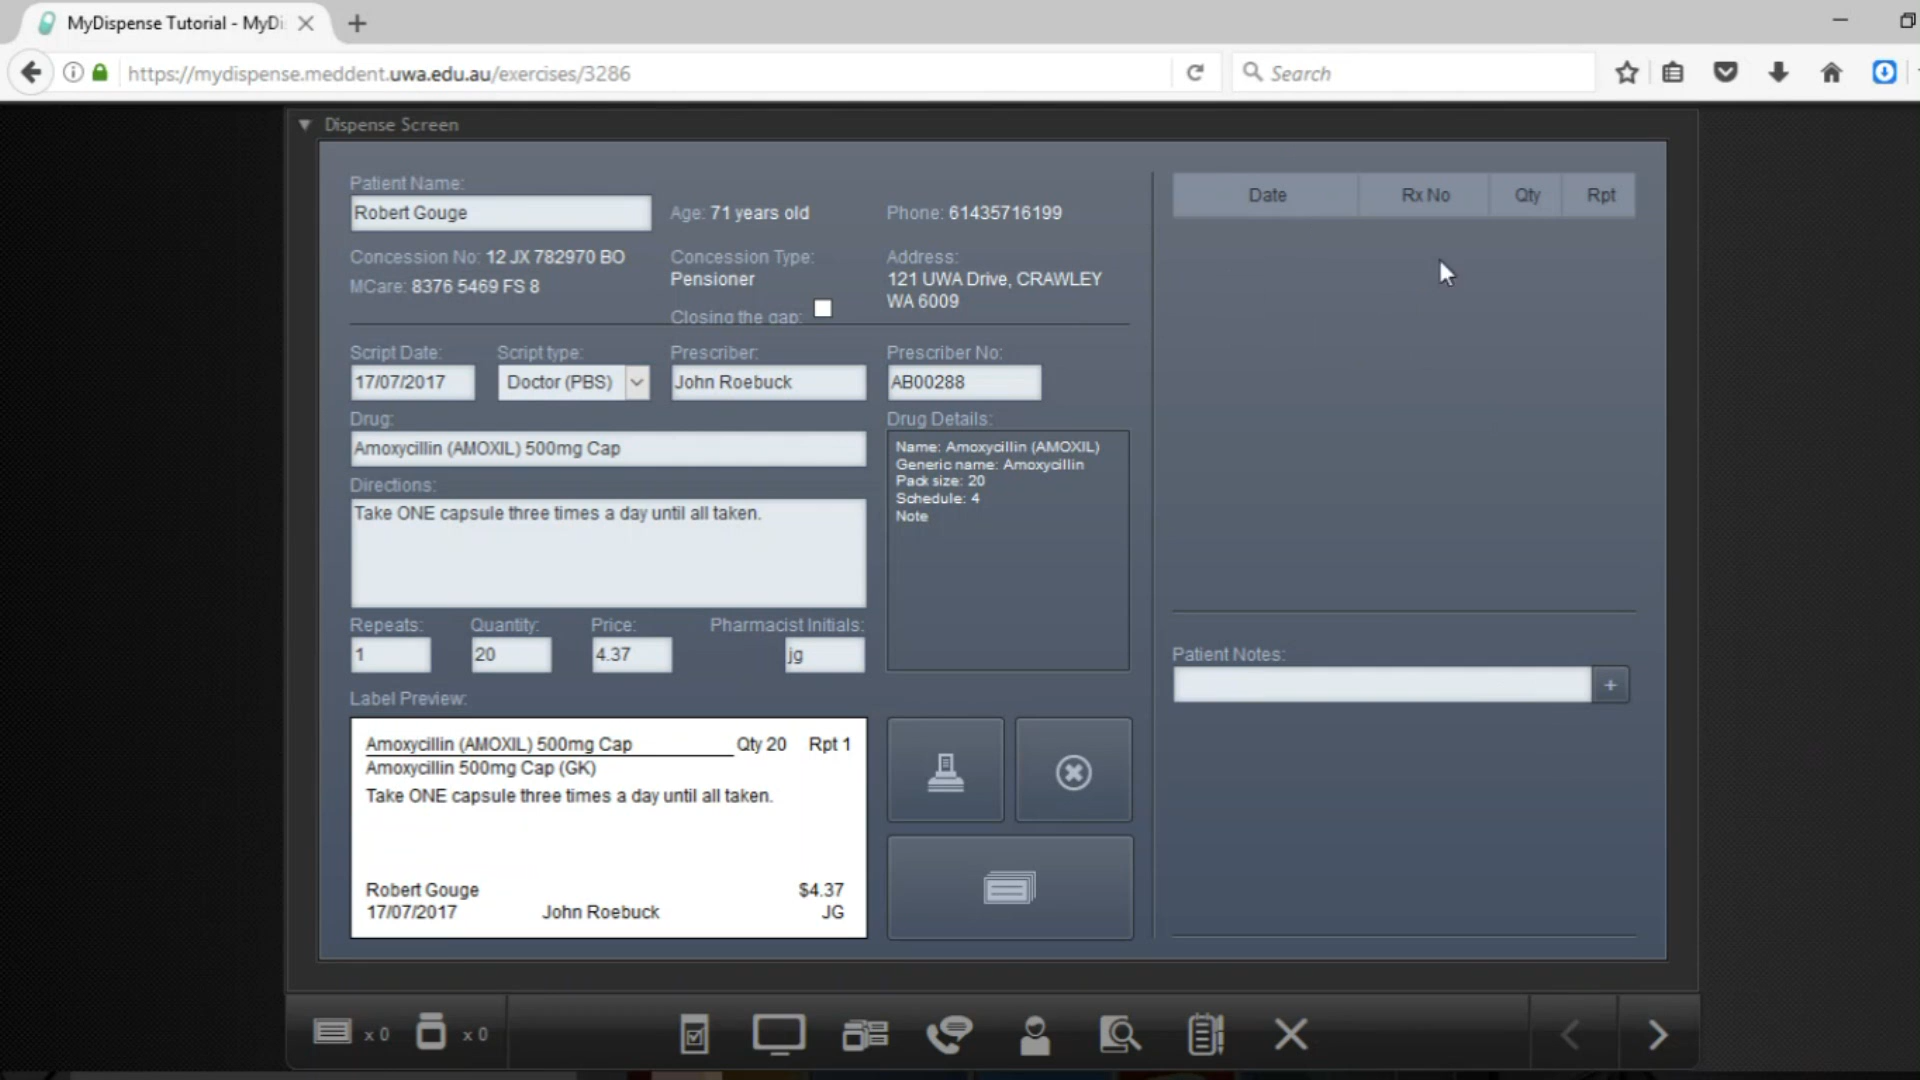 MyDispense Tutorial - MyDi
https://mydispense.meddent.uwa.edu.au/exercises/3286
Search
Dispense Screen
Patient Name:
Robert Gouge
Age: 71 years old
Phone: 61435716199
Concession No: 12 JX 782970 BO
MCare: 8376 5469 FS 8
Concession Type:
Pensioner
Closing the gap:
Address:
121 UWA Drive, CRAWLEY
WA 6009
Script Date:
17/07/2017
Script type:
Doctor (PBS)
Prescriber:
John Roebuck
Prescriber No:
AB00288
Drug:
Amoxycillin (AMOXIL) 500mg Cap
Directions:
Take ONE capsule three times a day until all taken.
Drug Details:
Name: Amoxycillin (AMOXIL)
Generic name: Amoxycillin
Pack size: 20
Schedule: 4
Note
Repeats:
1
Quantity:
20
Price:
4.37
Pharmacist Initials:
jg
Label Preview:
Amoxycillin (AMOXIL) 500mg Cap Qty 20 Rpt 1
Amoxycillin 500mg Cap (GK)
Take ONE capsule three times a day until all taken.
Robert Gouge $4.37
17/07/2017 John Roebuck JG
Date Rx No Qty Rpt
Patient Notes:
+
x 0 x 0